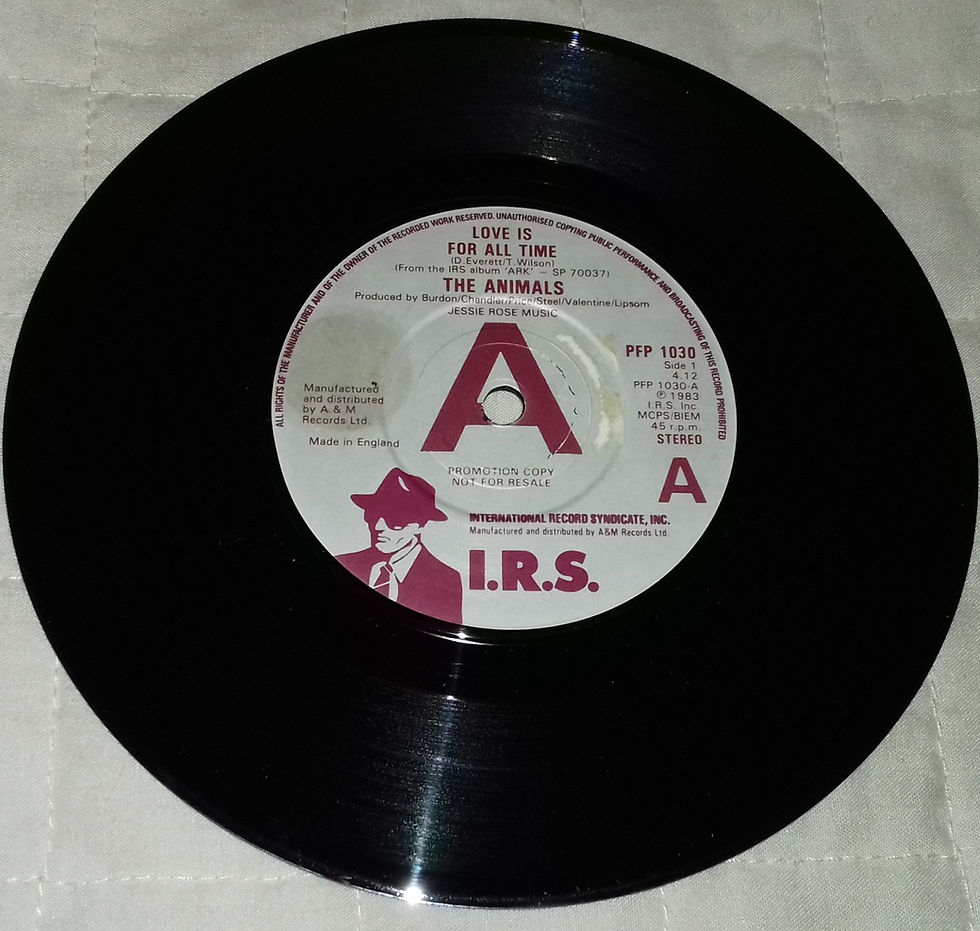 ALL RIGHTS OF THE MANUFACTURER AND OF THE OWNER OF THE RECORDED WORK RESERVED. UNAUTHORISED COPYING PUBLIC PERFORMANCE AND BROADCASTING OF THIS RECORD PROHIBITED
LOVE IS
FOR ALL TIME
(D.Everett/T.Wilson)
(From the IRS album 'ARK' – SP 70037)
THE ANIMALS
Produced by Burdon/Chandler/Price/Steel/Valentine/Lipsom
JESSIE ROSE MUSIC
A
PFP 1030
Side 1
4.12
PFP 1030-A
℗ 1983
I.R.S. Inc.
MCPS/BIEM
45 r.p.m.
STEREO
A
Manufactured
and distributed
by A & M
Records Ltd.
Made in England
PROMOTION COPY
NOT FOR RESALE
INTERNATIONAL RECORD SYNDICATE, INC.
Manufactured and distributed by A&M Records Ltd.
I.R.S.